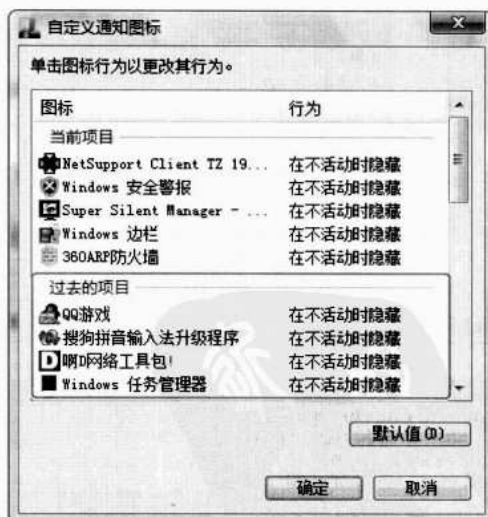 自定义通知图标
单击图标行为以更改其行为。
图标 行为
当前项目
NetSupport Client TZ 19... 在不活动时隐藏
Windows 安全警报 在不活动时隐藏
Super Silent Manager - ... 在不活动时隐藏
Windows 边栏 在不活动时隐藏
360ARP防火墙 在不活动时隐藏
过去的项目
QQ游戏 在不活动时隐藏
搜狗拼音输入法升级程序 在不活动时隐藏
啊D网络工具包! 在不活动时隐藏
Windows 任务管理器 在不活动时隐藏
默认值(D)
确定 取消